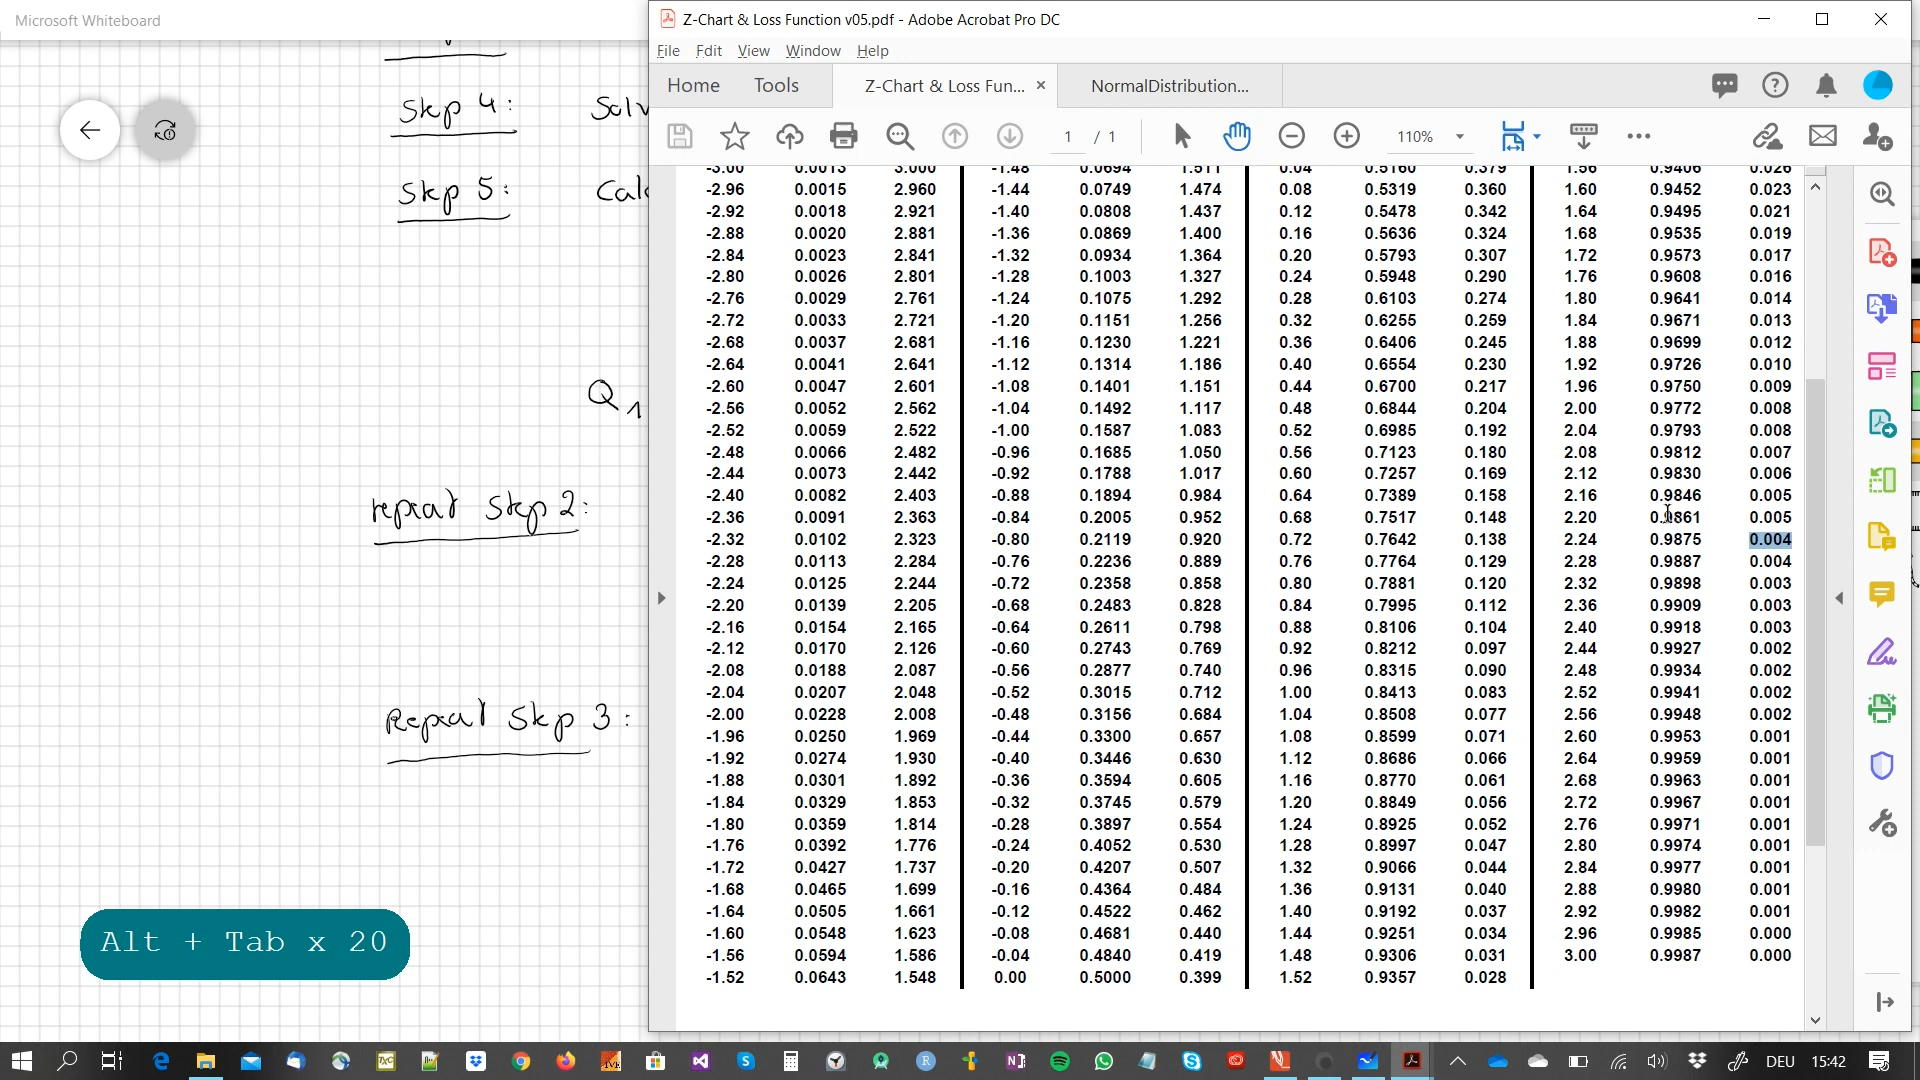 Microsoft Whiteboard
Step 4: Solv
Step 5: Calc
Q1
repeat Step 2:
Repeat Step 3:
Alt + Tab x 20
Z-Chart & Loss Function v05.pdf - Adobe Acrobat Pro DC
File Edit View Window Help
Home Tools Z-Chart & Loss Fun... × NormalDistribution...
1 / 1 110%
-3.00 0.0013 3.000 -1.48 0.0694 1.511 0.04 0.5160 0.379 1.56 0.9406 0.026
-2.96 0.0015 2.960 -1.44 0.0749 1.474 0.08 0.5319 0.360 1.60 0.9452 0.023
-2.92 0.0018 2.921 -1.40 0.0808 1.437 0.12 0.5478 0.342 1.64 0.9495 0.021
-2.88 0.0020 2.881 -1.36 0.0869 1.400 0.16 0.5636 0.324 1.68 0.9535 0.019
-2.84 0.0023 2.841 -1.32 0.0934 1.364 0.20 0.5793 0.307 1.72 0.9573 0.017
-2.80 0.0026 2.801 -1.28 0.1003 1.327 0.24 0.5948 0.290 1.76 0.9608 0.016
-2.76 0.0029 2.761 -1.24 0.1075 1.292 0.28 0.6103 0.274 1.80 0.9641 0.014
-2.72 0.0033 2.721 -1.20 0.1151 1.256 0.32 0.6255 0.259 1.84 0.9671 0.013
-2.68 0.0037 2.681 -1.16 0.1230 1.221 0.36 0.6406 0.245 1.88 0.9699 0.012
-2.64 0.0041 2.641 -1.12 0.1314 1.186 0.40 0.6554 0.230 1.92 0.9726 0.010
-2.60 0.0047 2.601 -1.08 0.1401 1.151 0.44 0.6700 0.217 1.96 0.9750 0.009
-2.56 0.0052 2.562 -1.04 0.1492 1.117 0.48 0.6844 0.204 2.00 0.9772 0.008
-2.52 0.0059 2.522 -1.00 0.1587 1.083 0.52 0.6985 0.192 2.04 0.9793 0.008
-2.48 0.0066 2.482 -0.96 0.1685 1.050 0.56 0.7123 0.180 2.08 0.9812 0.007
-2.44 0.0073 2.442 -0.92 0.1788 1.017 0.60 0.7257 0.169 2.12 0.9830 0.006
-2.40 0.0082 2.403 -0.88 0.1894 0.984 0.64 0.7389 0.158 2.16 0.9846 0.005
-2.36 0.0091 2.363 -0.84 0.2005 0.952 0.68 0.7517 0.148 2.20 0.9861 0.005
-2.32 0.0102 2.323 -0.80 0.2119 0.920 0.72 0.7642 0.138 2.24 0.9875 0.004
-2.28 0.0113 2.284 -0.76 0.2236 0.889 0.76 0.7764 0.129 2.28 0.9887 0.004
-2.24 0.0125 2.244 -0.72 0.2358 0.858 0.80 0.7881 0.120 2.32 0.9898 0.003
-2.20 0.0139 2.205 -0.68 0.2483 0.828 0.84 0.7995 0.112 2.36 0.9909 0.003
-2.16 0.0154 2.165 -0.64 0.2611 0.798 0.88 0.8106 0.104 2.40 0.9918 0.003
-2.12 0.0170 2.126 -0.60 0.2743 0.769 0.92 0.8212 0.097 2.44 0.9927 0.002
-2.08 0.0188 2.087 -0.56 0.2877 0.740 0.96 0.8315 0.090 2.48 0.9934 0.002
-2.04 0.0207 2.048 -0.52 0.3015 0.712 1.00 0.8413 0.083 2.52 0.9941 0.002
-2.00 0.0228 2.008 -0.48 0.3156 0.684 1.04 0.8508 0.077 2.56 0.9948 0.002
-1.96 0.0250 1.969 -0.44 0.3300 0.657 1.08 0.8599 0.071 2.60 0.9953 0.001
-1.92 0.0274 1.930 -0.40 0.3446 0.630 1.12 0.8686 0.066 2.64 0.9959 0.001
-1.88 0.0301 1.892 -0.36 0.3594 0.605 1.16 0.8770 0.061 2.68 0.9963 0.001
-1.84 0.0329 1.853 -0.32 0.3745 0.579 1.20 0.8849 0.056 2.72 0.9967 0.001
-1.80 0.0359 1.814 -0.28 0.3897 0.554 1.24 0.8925 0.052 2.76 0.9971 0.001
-1.76 0.0392 1.776 -0.24 0.4052 0.530 1.28 0.8997 0.047 2.80 0.9974 0.001
-1.72 0.0427 1.737 -0.20 0.4207 0.507 1.32 0.9066 0.044 2.84 0.9977 0.001
-1.68 0.0465 1.699 -0.16 0.4364 0.484 1.36 0.9131 0.040 2.88 0.9980 0.001
-1.64 0.0505 1.661 -0.12 0.4522 0.462 1.40 0.9192 0.037 2.92 0.9982 0.001
-1.60 0.0548 1.623 -0.08 0.4681 0.440 1.44 0.9251 0.034 2.96 0.9985 0.000
-1.56 0.0594 1.586 -0.04 0.4840 0.419 1.48 0.9306 0.031 3.00 0.9987 0.000
-1.52 0.0643 1.548 0.00 0.5000 0.399 1.52 0.9357 0.028
DEU 15:42